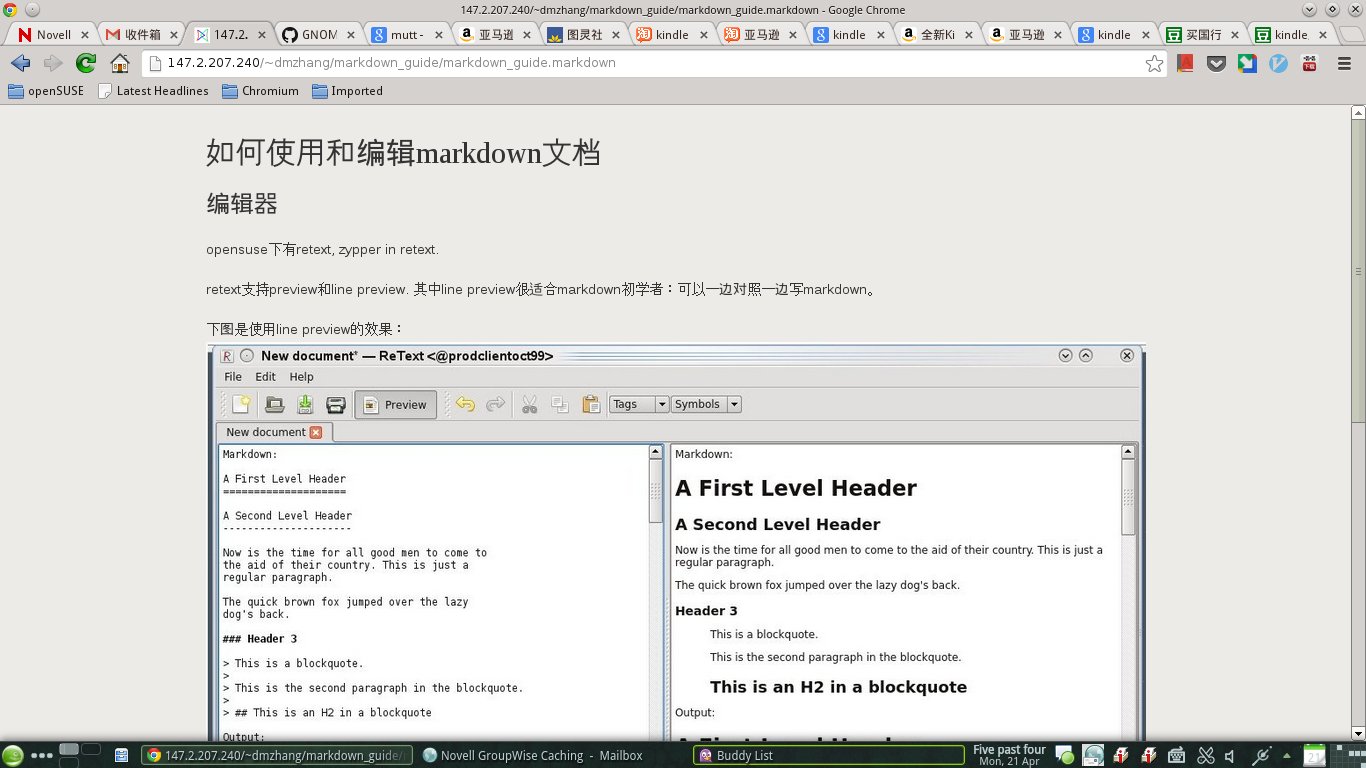 147.2.207.240/~dmzhang/markdown_guide/markdown_guide.markdown - Google Chrome
Novell
收件箱
147.2.
GNOM
mutt -
亚马逊
图灵社
kindle
亚马逊
kindle
全新Ki
亚马逊
kindle
买国行
kindle.
147.2.207.240/~dmzhang/markdown_guide/markdown_guide.markdown
openSUSE
Latest Headlines
Chromium
Imported
如何使用和编辑markdown文档
编辑器
opensuse下有retext, zypper in retext.
retext支持preview和line preview. 其中line preview很适合markdown初学者：可以一边对照一边写markdown。
下图是使用line preview的效果：
New document* — ReText <@prodclientoct99>
File Edit Help
Preview
Tags
Symbols
New document
Markdown:
A First Level Header
====================
A Second Level Header
---------------------
Now is the time for all good men to come to
the aid of their country. This is just a
regular paragraph.
The quick brown fox jumped over the lazy
dog's back.
### Header 3
> This is a blockquote.
>
> This is the second paragraph in the blockquote.
>
> ## This is an H2 in a blockquote
Output:
Markdown:
A First Level Header
A Second Level Header
Now is the time for all good men to come to the aid of their country. This is just a
regular paragraph.
The quick brown fox jumped over the lazy dog's back.
Header 3
This is a blockquote.
This is the second paragraph in the blockquote.
This is an H2 in a blockquote
Output:
A First Level Header
147.2.207.240/~dmzhang/markdown_guide/
Novell GroupWise Caching - Mailbox
Buddy List
Five past four
Mon, 21 Apr
21